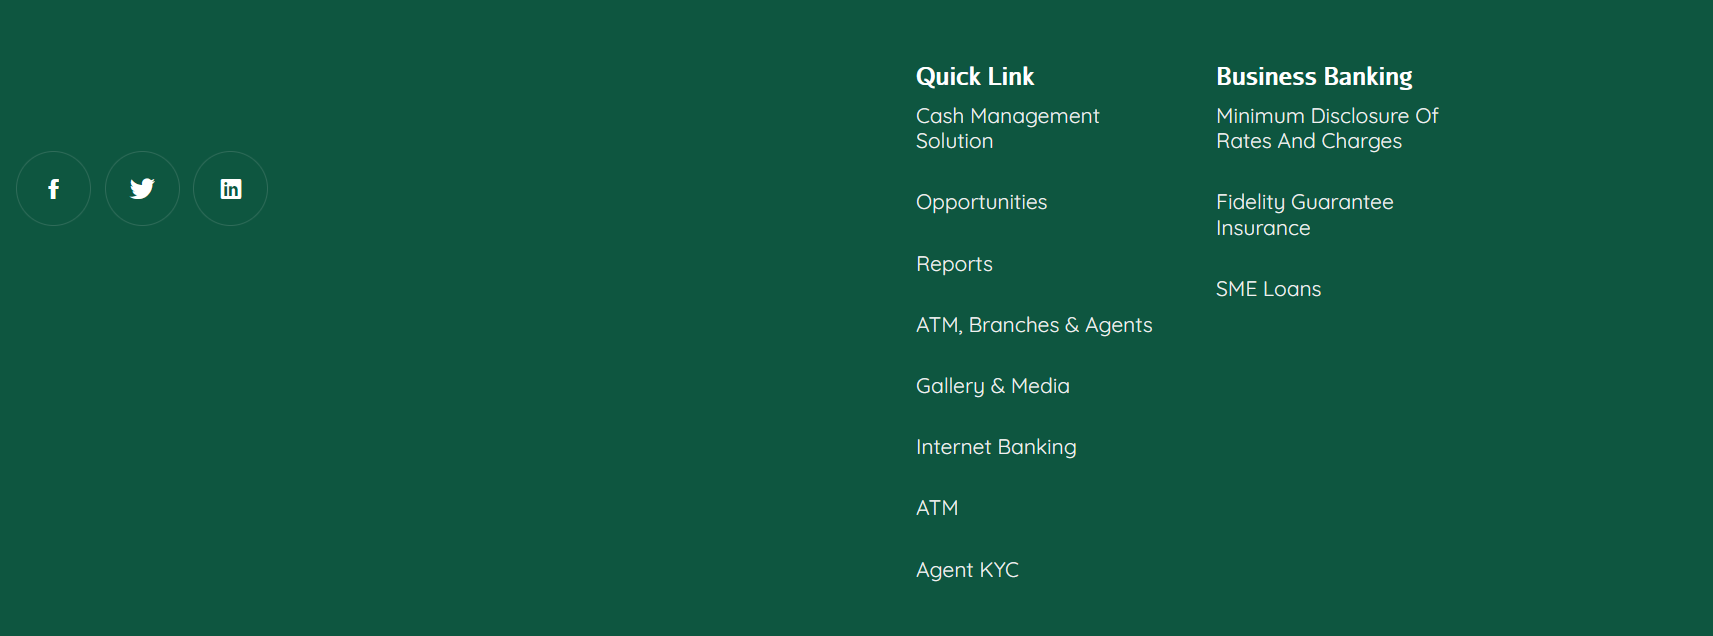 Quick Link
Cash Management
Solution
Opportunities
Reports
ATM, Branches & Agents
Gallery & Media
Internet Banking
ATM
Agent KYC
Business Banking
Minimum Disclosure Of
Rates And Charges
Fidelity Guarantee
Insurance
SME Loans